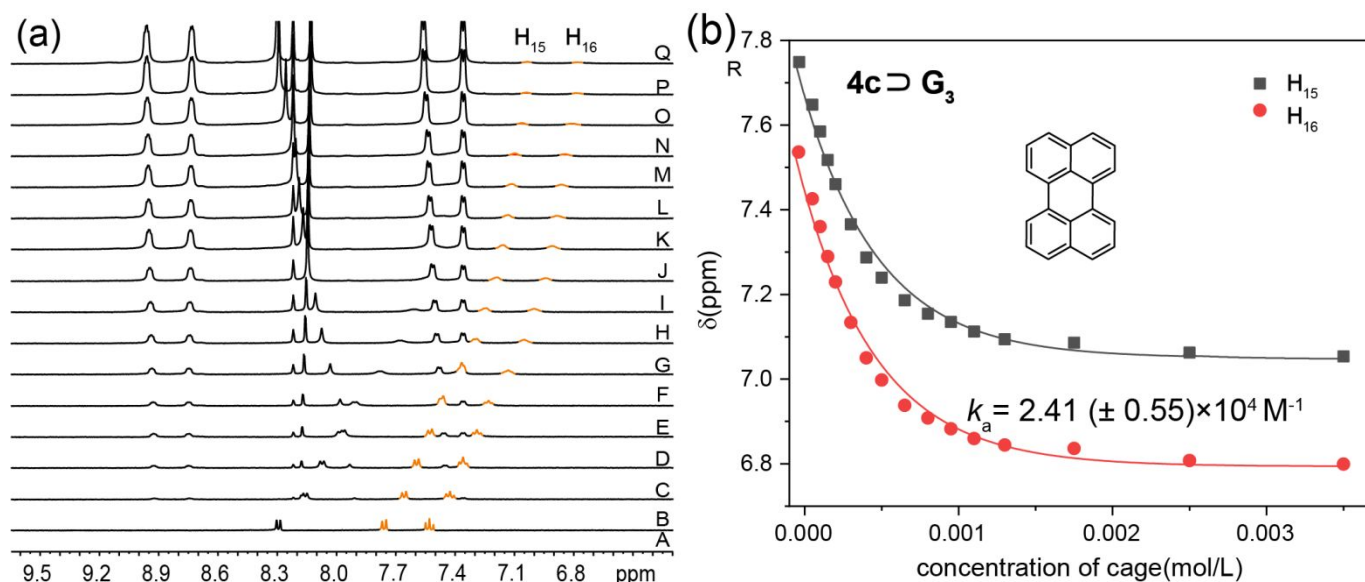 (a)
H15
H16
Q
P
O
N
M
L
K
J
I
H
G
F
E
D
C
B
A
9.5 9.2 8.9 8.6 8.3 8.0 7.7 7.4 7.1 6.8 ppm
(b)
7.8
R
7.6
7.4
7.2
7.0
6.8
δ(ppm)
4c⊃ G3
H15
H16
ka = 2.41 (± 0.55)×10⁴ M⁻¹
0.000 0.001 0.002 0.003
concentration of cage(mol/L)